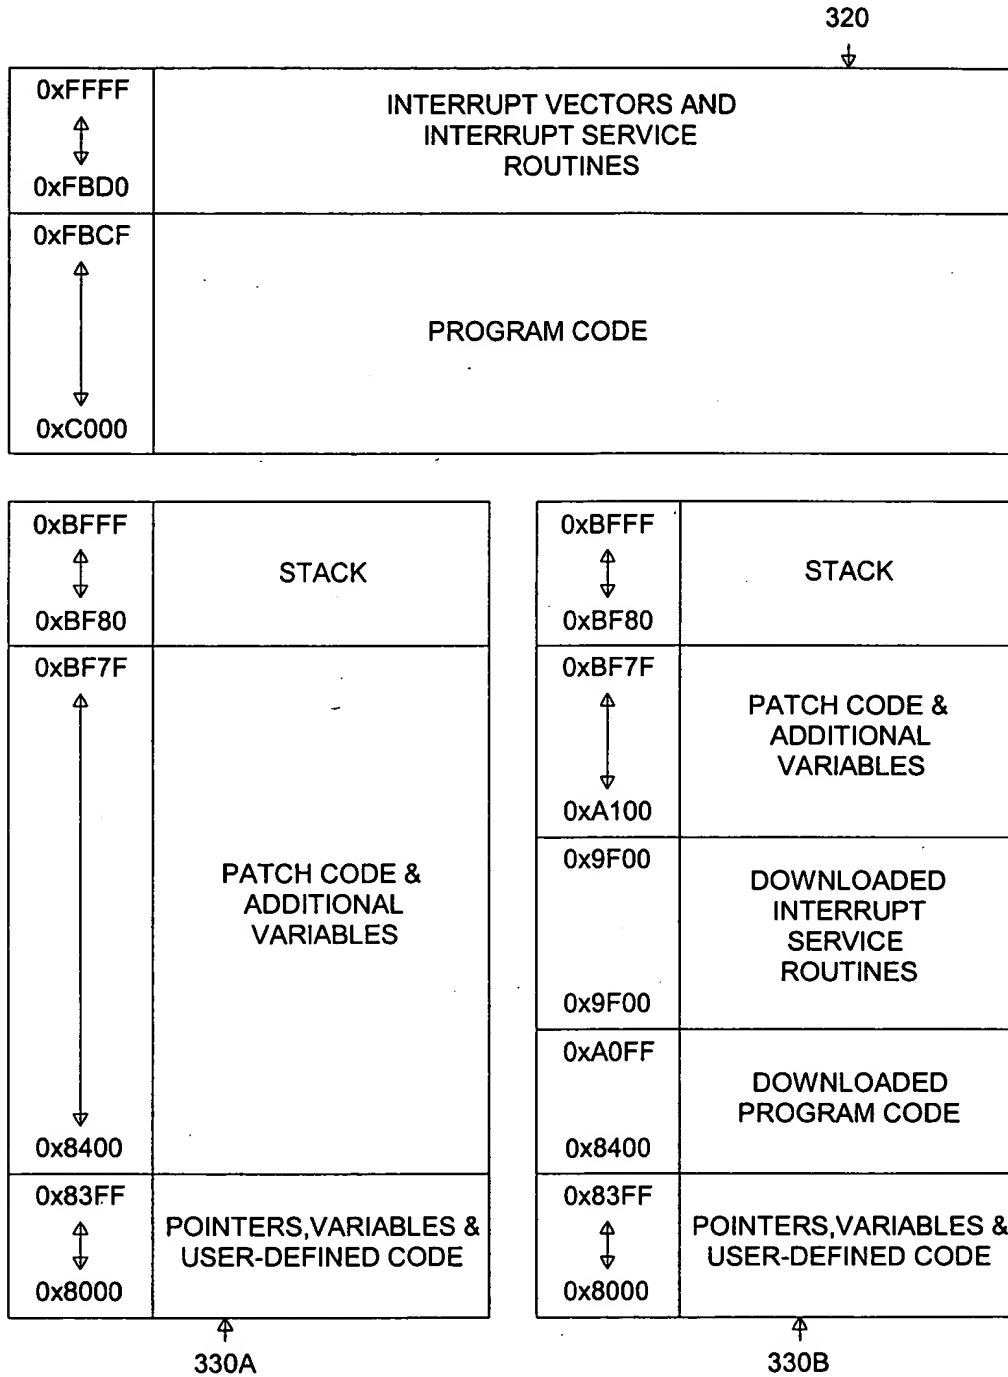 320
0xFFFF
0xFBD0
INTERRUPT VECTORS AND
INTERRUPT SERVICE
ROUTINES
0xFBCF
0xC000
PROGRAM CODE
0xBFFF
0xBF80
STACK
0xBF7F
0x8400
PATCH CODE &
ADDITIONAL
VARIABLES
0x83FF
0x8000
POINTERS,VARIABLES &
USER-DEFINED CODE
330A
0xBFFF
0xBF80
STACK
0xBF7F
0xA100
PATCH CODE &
ADDITIONAL
VARIABLES
0x9F00
0x9F00
DOWNLOADED
INTERRUPT
SERVICE
ROUTINES
0xA0FF
0x8400
DOWNLOADED
PROGRAM CODE
0x83FF
0x8000
POINTERS,VARIABLES &
USER-DEFINED CODE
330B